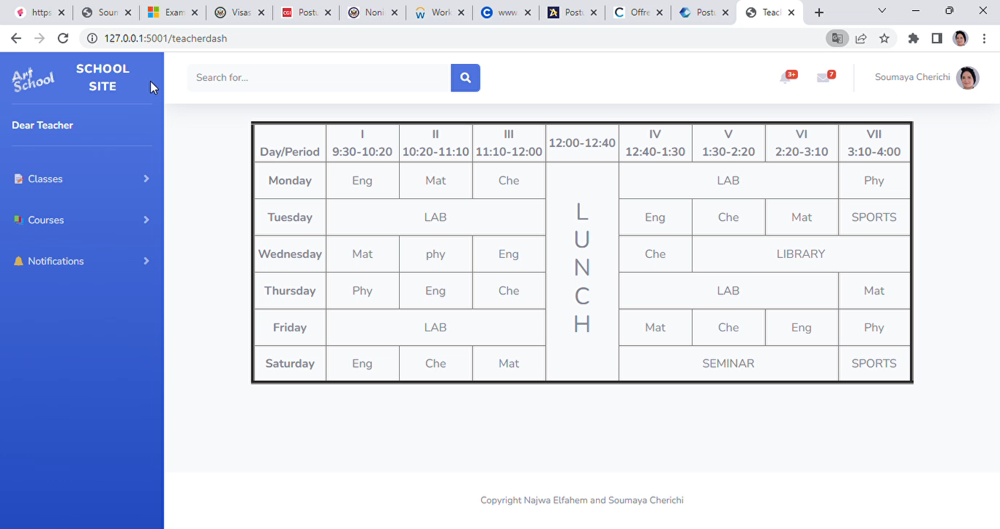 https
Soun
Exam
Visas
CGI Postu
Noni
Work
www
Postu
Offre
Postu
Teach
127.0.0.1:5001/teacherdash
Art School
SCHOOL
SITE
Search for...
3+
7
Soumaya Cherichi
Dear Teacher
Classes
Courses
Notifications
I II III IV V VI VII
Day/Period 9:30-10:20 10:20-11:10 11:10-12:00 12:00-12:40 12:40-1:30 1:30-2:20 2:20-3:10 3:10-4:00
Monday Eng Mat Che LAB Phy
Tuesday LAB Eng Che Mat SPORTS
Wednesday Mat phy Eng Che LIBRARY
Thursday Phy Eng Che LAB Mat
Friday LAB Mat Che Eng Phy
Saturday Eng Che Mat SEMINAR SPORTS
L
U
N
C
H
Copyright Najwa Elfahem and Soumaya Cherichi